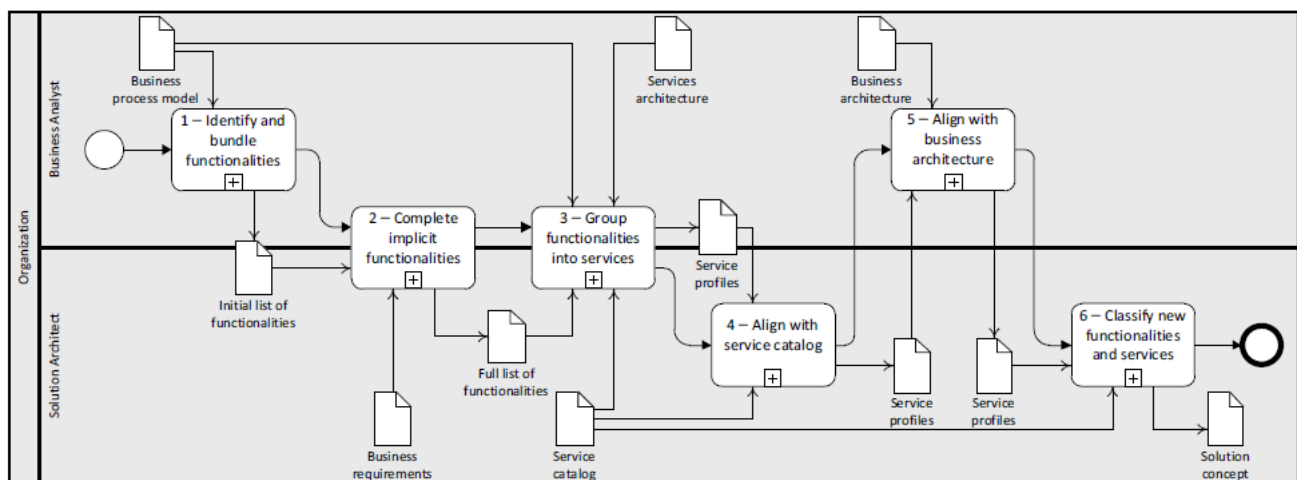 Organization
Business Analyst
Solution Architect
Business
process model
Services
architecture
Business
architecture
1 – Identify and
bundle
functionalities
5 – Align with
business
architecture
2 – Complete
implicit
functionalities
3 – Group
functionalities
into services
Service
profiles
Initial list of
functionalities
4 – Align with
service catalog
6 – Classify new
functionalities
and services
Full list of
functionalities
Service
profiles
Service
profiles
Business
requirements
Service
catalog
Solution
concept